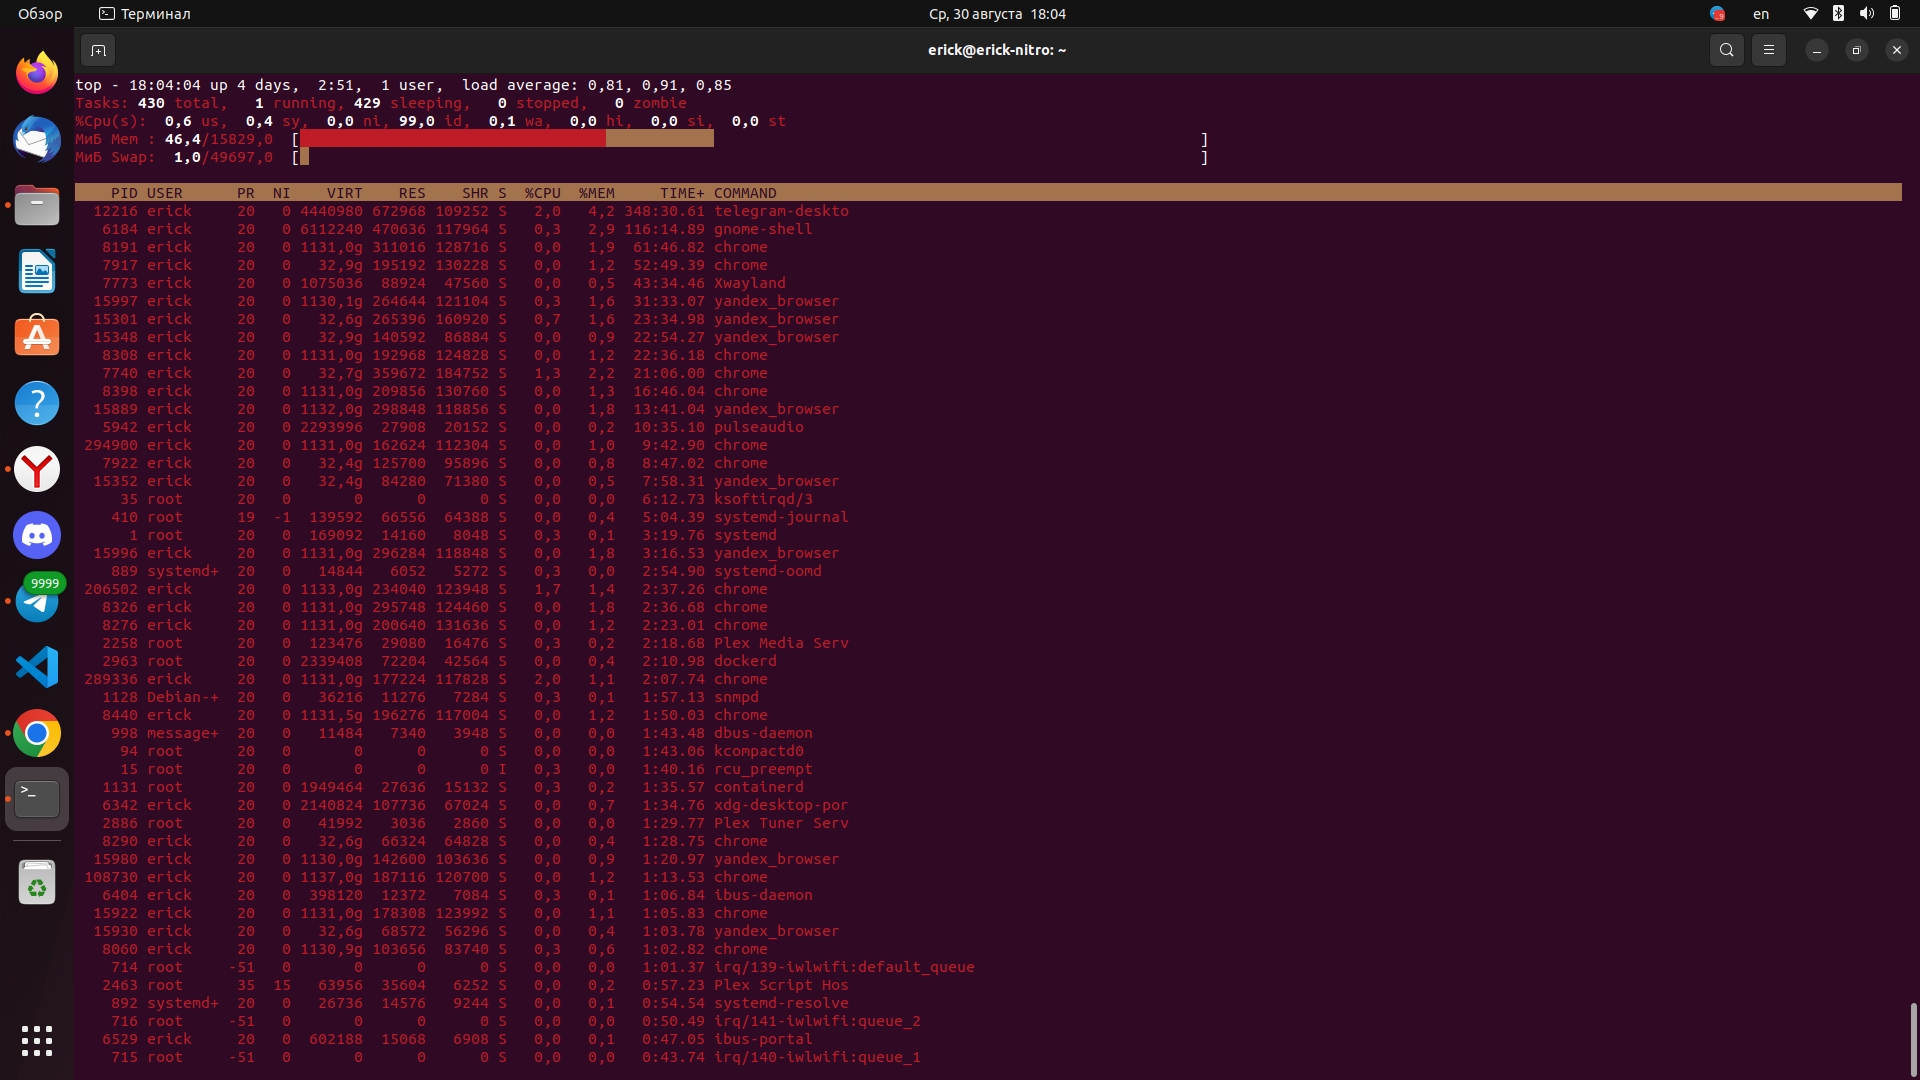 Обзор Терминал Ср, 30 августа 18:04 en
erick@erick-nitro: ~
top - 18:04:04 up 4 days,  2:51,  1 user,  load average: 0,81, 0,91, 0,85
Tasks: 430 total,   1 running, 429 sleeping,   0 stopped,   0 zombie
%Cpu(s):  0,6 us,  0,4 sy,  0,0 ni, 99,0 id,  0,1 wa,  0,0 hi,  0,0 si,  0,0 st
МиБ Mem : 46,4/15829,0  [ ]
МиБ Swap:  1,0/49697,0  [ ]
PID USER PR NI VIRT RES SHR S %CPU %MEM TIME+ COMMAND
12216 erick 20 0 4440980 672968 109252 S 2,0 4,2 348:30.61 telegram-deskto
6184 erick 20 0 6112240 470636 117964 S 0,3 2,9 116:14.89 gnome-shell
8191 erick 20 0 1131,0g 311016 128716 S 0,0 1,9 61:46.82 chrome
7917 erick 20 0 32,9g 195192 130228 S 0,0 1,2 52:49.39 chrome
7773 erick 20 0 1075036 88924 47560 S 0,0 0,5 43:34.46 Xwayland
15997 erick 20 0 1130,1g 264644 121104 S 0,3 1,6 31:33.07 yandex_browser
15301 erick 20 0 32,6g 265396 160920 S 0,7 1,6 23:34.98 yandex_browser
15348 erick 20 0 32,9g 140592 86884 S 0,0 0,9 22:54.27 yandex_browser
8308 erick 20 0 1131,0g 192968 124828 S 0,0 1,2 22:36.18 chrome
7740 erick 20 0 32,7g 359672 184752 S 1,3 2,2 21:06.00 chrome
8398 erick 20 0 1131,0g 209856 130760 S 0,0 1,3 16:46.04 chrome
15889 erick 20 0 1132,0g 298848 118856 S 0,0 1,8 13:41.04 yandex_browser
5942 erick 20 0 2293996 27908 20152 S 0,0 0,2 10:35.10 pulseaudio
294900 erick 20 0 1131,0g 162624 112304 S 0,0 1,0 9:42.90 chrome
7922 erick 20 0 32,4g 125700 95896 S 0,0 0,8 8:47.02 chrome
15352 erick 20 0 32,4g 84280 71380 S 0,0 0,5 7:58.31 yandex_browser
35 root 20 0 0 0 0 S 0,0 0,0 6:12.73 ksoftirqd/3
410 root 19 -1 139592 66556 64388 S 0,0 0,4 5:04.39 systemd-journal
1 root 20 0 169092 14160 8048 S 0,3 0,1 3:19.76 systemd
15996 erick 20 0 1131,0g 296284 118848 S 0,0 1,8 3:16.53 yandex_browser
889 systemd+ 20 0 14844 6052 5272 S 0,3 0,0 2:54.90 systemd-oomd
206502 erick 20 0 1133,0g 234040 123948 S 1,7 1,4 2:37.26 chrome
8326 erick 20 0 1131,0g 295748 124460 S 0,0 1,8 2:36.68 chrome
8276 erick 20 0 1131,0g 200640 131636 S 0,0 1,2 2:23.01 chrome
2258 root 20 0 123476 29080 16476 S 0,3 0,2 2:18.68 Plex Media Serv
2963 root 20 0 2339408 72204 42564 S 0,0 0,4 2:10.98 dockerd
289336 erick 20 0 1131,0g 177224 117828 S 2,0 1,1 2:07.74 chrome
1128 Debian-+ 20 0 36216 11276 7284 S 0,3 0,1 1:57.13 snmpd
8440 erick 20 0 1131,5g 196276 117004 S 0,0 1,2 1:50.03 chrome
998 message+ 20 0 11484 7340 3948 S 0,0 0,0 1:43.48 dbus-daemon
94 root 20 0 0 0 0 S 0,0 0,0 1:43.06 kcompactd0
15 root 20 0 0 0 0 I 0,3 0,0 1:40.16 rcu_preempt
1131 root 20 0 1949464 27636 15132 S 0,3 0,2 1:35.57 containerd
6342 erick 20 0 2140824 107736 67024 S 0,0 0,7 1:34.76 xdg-desktop-por
2886 root 20 0 41992 3036 2860 S 0,0 0,0 1:29.77 Plex Tuner Serv
8290 erick 20 0 32,6g 66324 64828 S 0,0 0,4 1:28.75 chrome
15980 erick 20 0 1130,0g 142600 103636 S 0,0 0,9 1:20.97 yandex_browser
108730 erick 20 0 1137,0g 187116 120700 S 0,0 1,2 1:13.53 chrome
6404 erick 20 0 398120 12372 7084 S 0,3 0,1 1:06.84 ibus-daemon
15922 erick 20 0 1131,0g 178308 123992 S 0,0 1,1 1:05.83 chrome
15930 erick 20 0 32,6g 68572 56296 S 0,0 0,4 1:03.78 yandex_browser
8060 erick 20 0 1130,9g 103656 83740 S 0,3 0,6 1:02.82 chrome
714 root -51 0 0 0 0 S 0,0 0,0 1:01.37 irq/139-iwlwifi:default_queue
2463 root 35 15 63956 35604 6252 S 0,0 0,2 0:57.23 Plex Script Hos
892 systemd+ 20 0 26736 14576 9244 S 0,0 0,1 0:54.54 systemd-resolve
716 root -51 0 0 0 0 S 0,0 0,0 0:50.49 irq/141-iwlwifi:queue_2
6529 erick 20 0 602188 15068 6908 S 0,0 0,1 0:47.05 ibus-portal
715 root -51 0 0 0 0 S 0,0 0,0 0:43.74 irq/140-iwlwifi:queue_1
9999